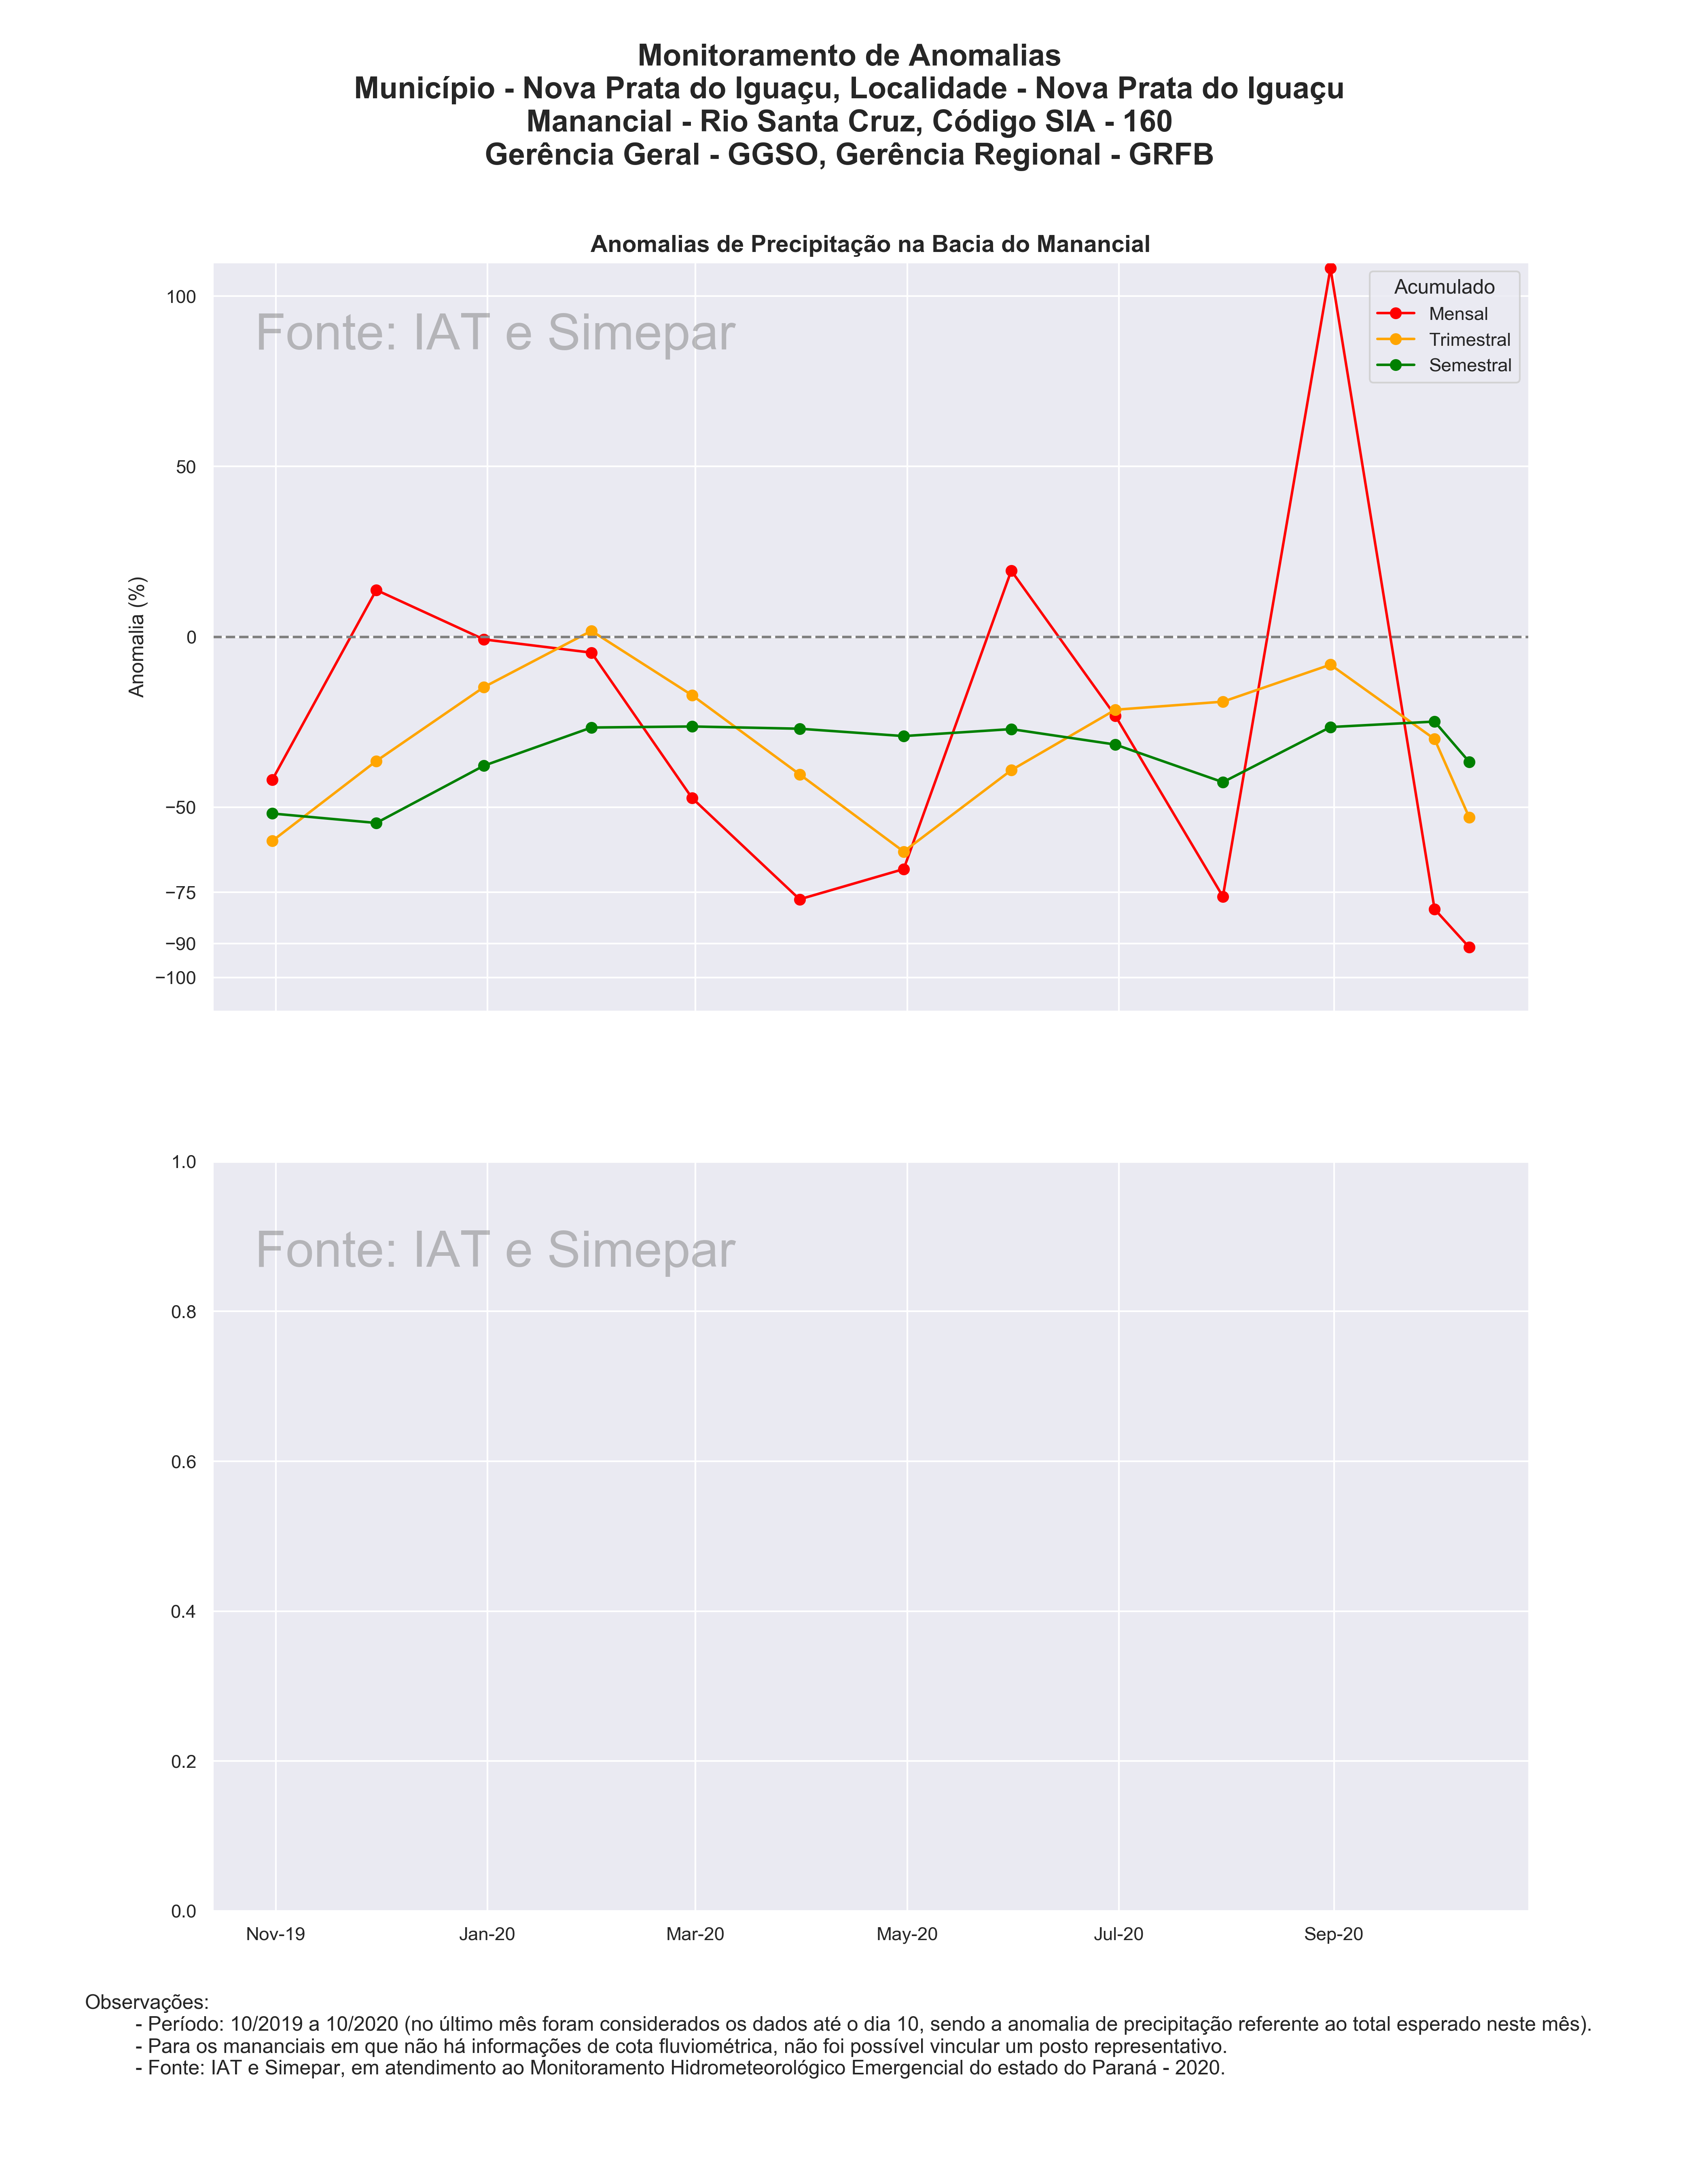 Monitoramento de Anomalias
Município - Nova Prata do Iguaçu, Localidade - Nova Prata do Iguaçu
Manancial - Rio Santa Cruz, Código SIA - 160
Gerência Geral - GGSO, Gerência Regional - GRFB
Anomalias de Precipitação na Bacia do Manancial
Fonte: IAT e Simepar
Acumulado
Mensal
Trimestral
Semestral
Anomalia (%)
100
50
0
−50
−75
−90
−100
Fonte: IAT e Simepar
1.0
0.8
0.6
0.4
0.2
0.0
Nov-19 Jan-20 Mar-20 May-20 Jul-20 Sep-20
Observações:
- Período: 10/2019 a 10/2020 (no último mês foram considerados os dados até o dia 10, sendo a anomalia de precipitação referente ao total esperado neste mês).
- Para os mananciais em que não há informações de cota fluviométrica, não foi possível vincular um posto representativo.
- Fonte: IAT e Simepar, em atendimento ao Monitoramento Hidrometeorológico Emergencial do estado do Paraná - 2020.